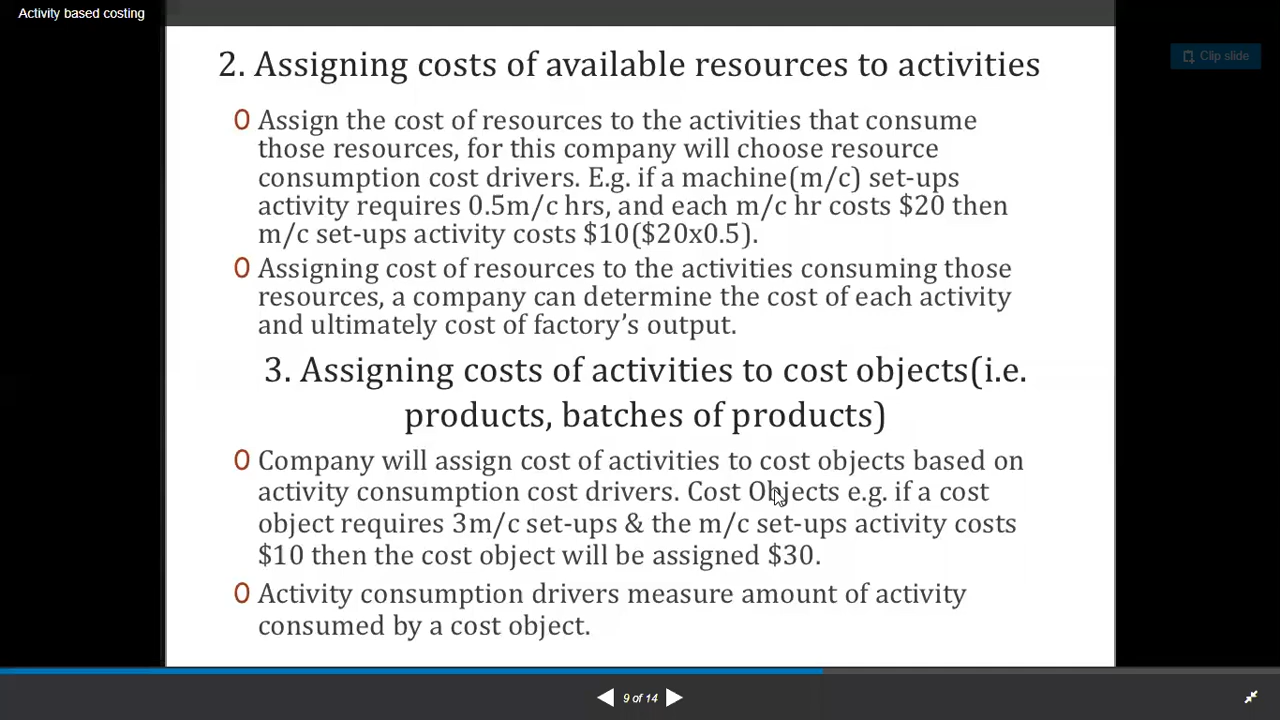 Activity based costing
Clip slide
2. Assigning costs of available resources to activities
O Assign the cost of resources to the activities that consume
those resources, for this company will choose resource
consumption cost drivers. E.g. if a machine(m/c) set-ups
activity requires 0.5m/c hrs, and each m/c hr costs $20 then
m/c set-ups activity costs $10($20x0.5).
O Assigning cost of resources to the activities consuming those
resources, a company can determine the cost of each activity
and ultimately cost of factory’s output.
3. Assigning costs of activities to cost objects(i.e.
products, batches of products)
O Company will assign cost of activities to cost objects based on
activity consumption cost drivers. Cost Objects e.g. if a cost
object requires 3m/c set-ups & the m/c set-ups activity costs
$10 then the cost object will be assigned $30.
O Activity consumption drivers measure amount of activity
consumed by a cost object.
9 of 14